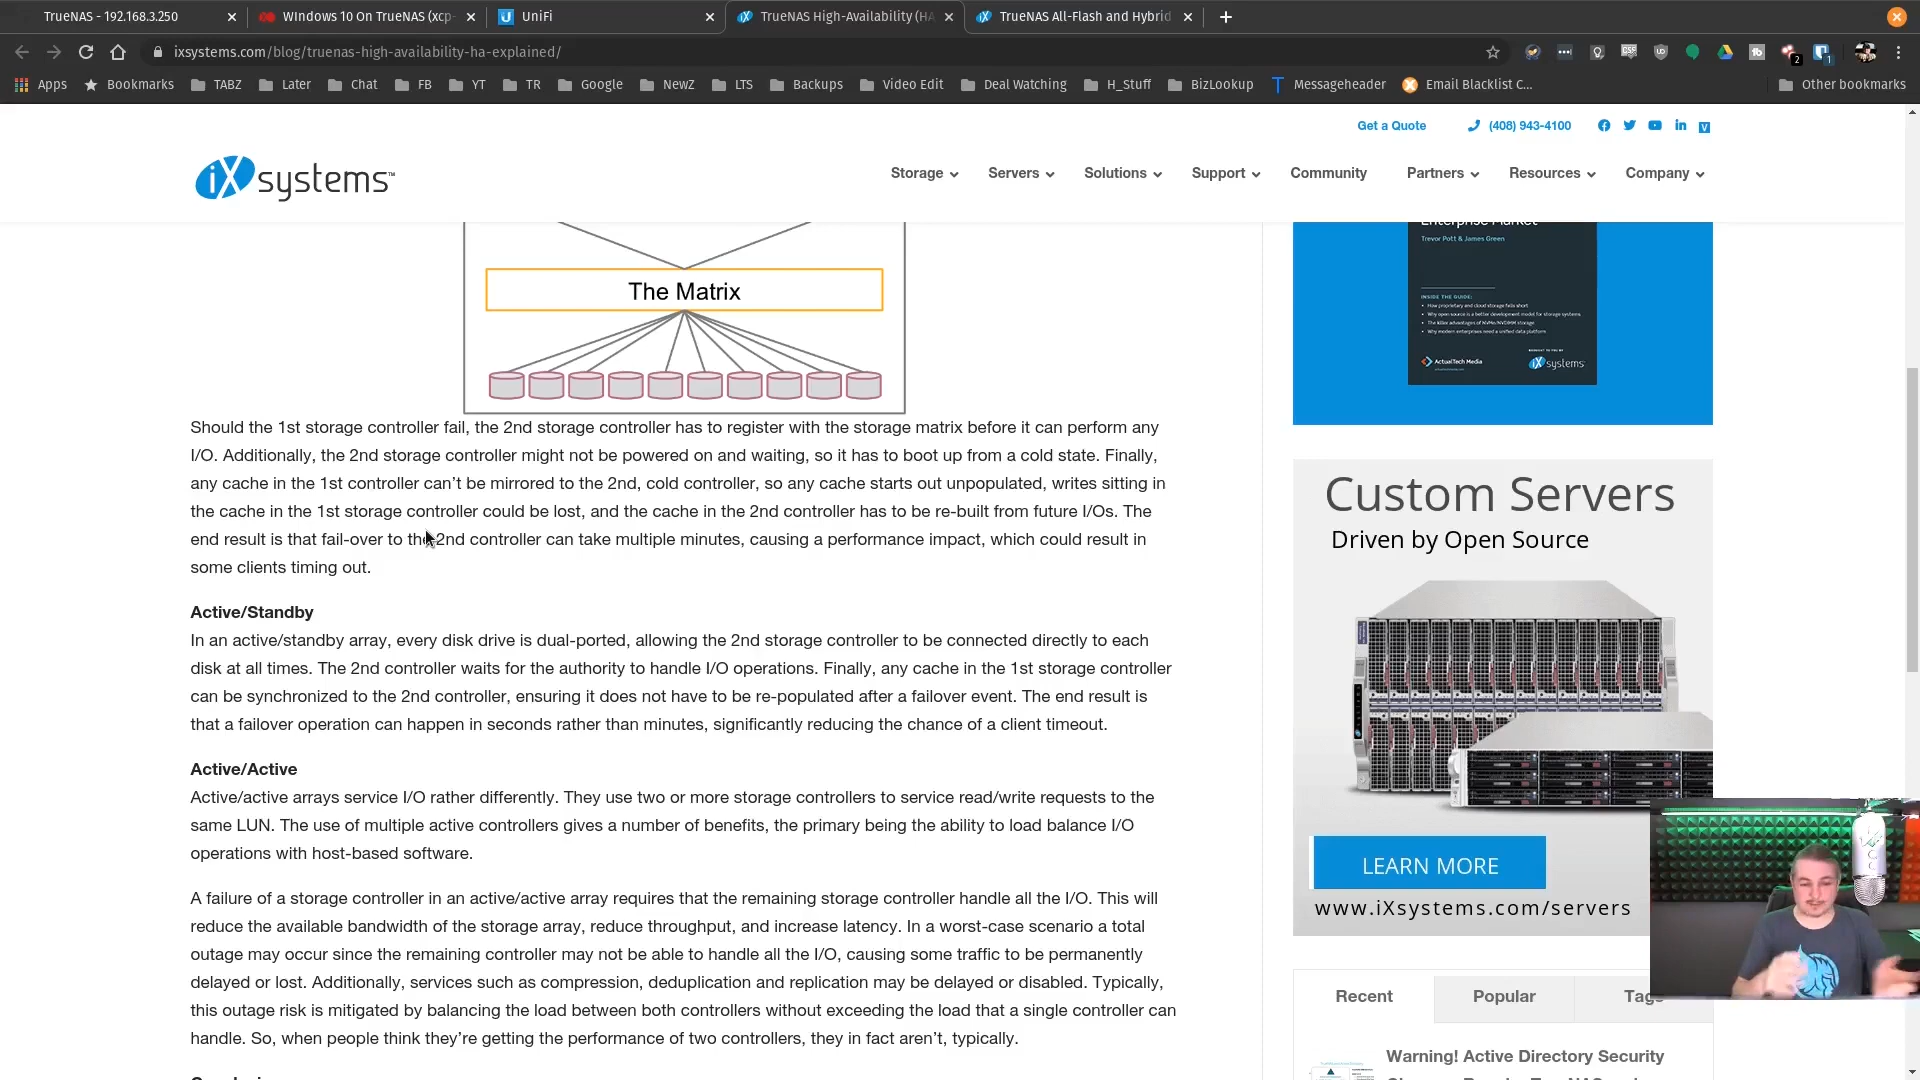 TrueNAS - 192.168.3.250
WIndows 10 On TrueNAS (xcp-
UniFi
TrueNAS High-Availability (HA
TrueNAS All-Flash and Hybrid
ixsystems.com/blog/truenas-high-availability-ha-explained/
2
1
Apps
Bookmarks
TABZ
Later
Chat
FB
YT
TR
Google
NewZ
LTS
Backups
Video Edit
Deal Watching
H_Stuff
BizLookup
Messageheader
Email Blacklist C...
Other bookmarks
Get a Quote
(408) 943-4100
iXsystems™
Storage
Servers
Solutions
Support
Community
Partners
Resources
Company
The Matrix
Should the 1st storage controller fail, the 2nd storage controller has to register with the storage matrix before it can perform any
I/O. Additionally, the 2nd storage controller might not be powered on and waiting, so it has to boot up from a cold state. Finally,
any cache in the 1st controller can’t be mirrored to the 2nd, cold controller, so any cache starts out unpopulated, writes sitting in
the cache in the 1st storage controller could be lost, and the cache in the 2nd controller has to be re-built from future I/Os. The
end result is that fail-over to the 2nd controller can take multiple minutes, causing a performance impact, which could result in
some clients timing out.
Active/Standby
In an active/standby array, every disk drive is dual-ported, allowing the 2nd storage controller to be connected directly to each
disk at all times. The 2nd controller waits for the authority to handle I/O operations. Finally, any cache in the 1st storage controller
can be synchronized to the 2nd controller, ensuring it does not have to be re-populated after a failover event. The end result is
that a failover operation can happen in seconds rather than minutes, significantly reducing the chance of a client timeout.
Active/Active
Active/active arrays service I/O rather differently. They use two or more storage controllers to service read/write requests to the
same LUN. The use of multiple active controllers gives a number of benefits, the primary being the ability to load balance I/O
operations with host-based software.
A failure of a storage controller in an active/active array requires that the remaining storage controller handle all the I/O. This will
reduce the available bandwidth of the storage array, reduce throughput, and increase latency. In a worst-case scenario a total
outage may occur since the remaining controller may not be able to handle all the I/O, causing some traffic to be permanently
delayed or lost. Additionally, services such as compression, deduplication and replication may be delayed or disabled. Typically,
this outage risk is mitigated by balancing the load between both controllers without exceeding the load that a single controller can
handle. So, when people think they’re getting the performance of two controllers, they in fact aren’t, typically.
Enterprise Market
Trevor Pott & James Green
INSIDE THE GUIDE:
How proprietary and cloud storage falls short
Why open source is a better development model for storage systems
The killer advantages of NVMe/NVDIMM storage
Why modern enterprises need a unified data platform
ActualTech Media
iXsystems
Custom Servers
Driven by Open Source
LEARN MORE
www.iXsystems.com/servers
Recent
Popular
Tags
Warning! Active Directory Security